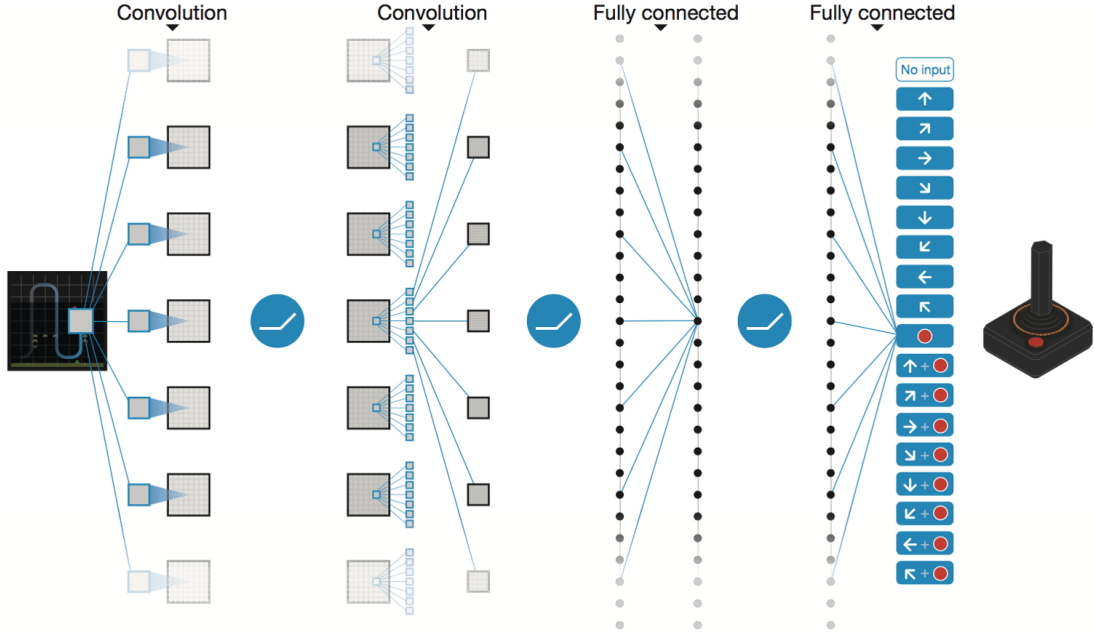 Convolution
Convolution
Fully connected
Fully connected
No input
+
+
+
+
+
+
+
+